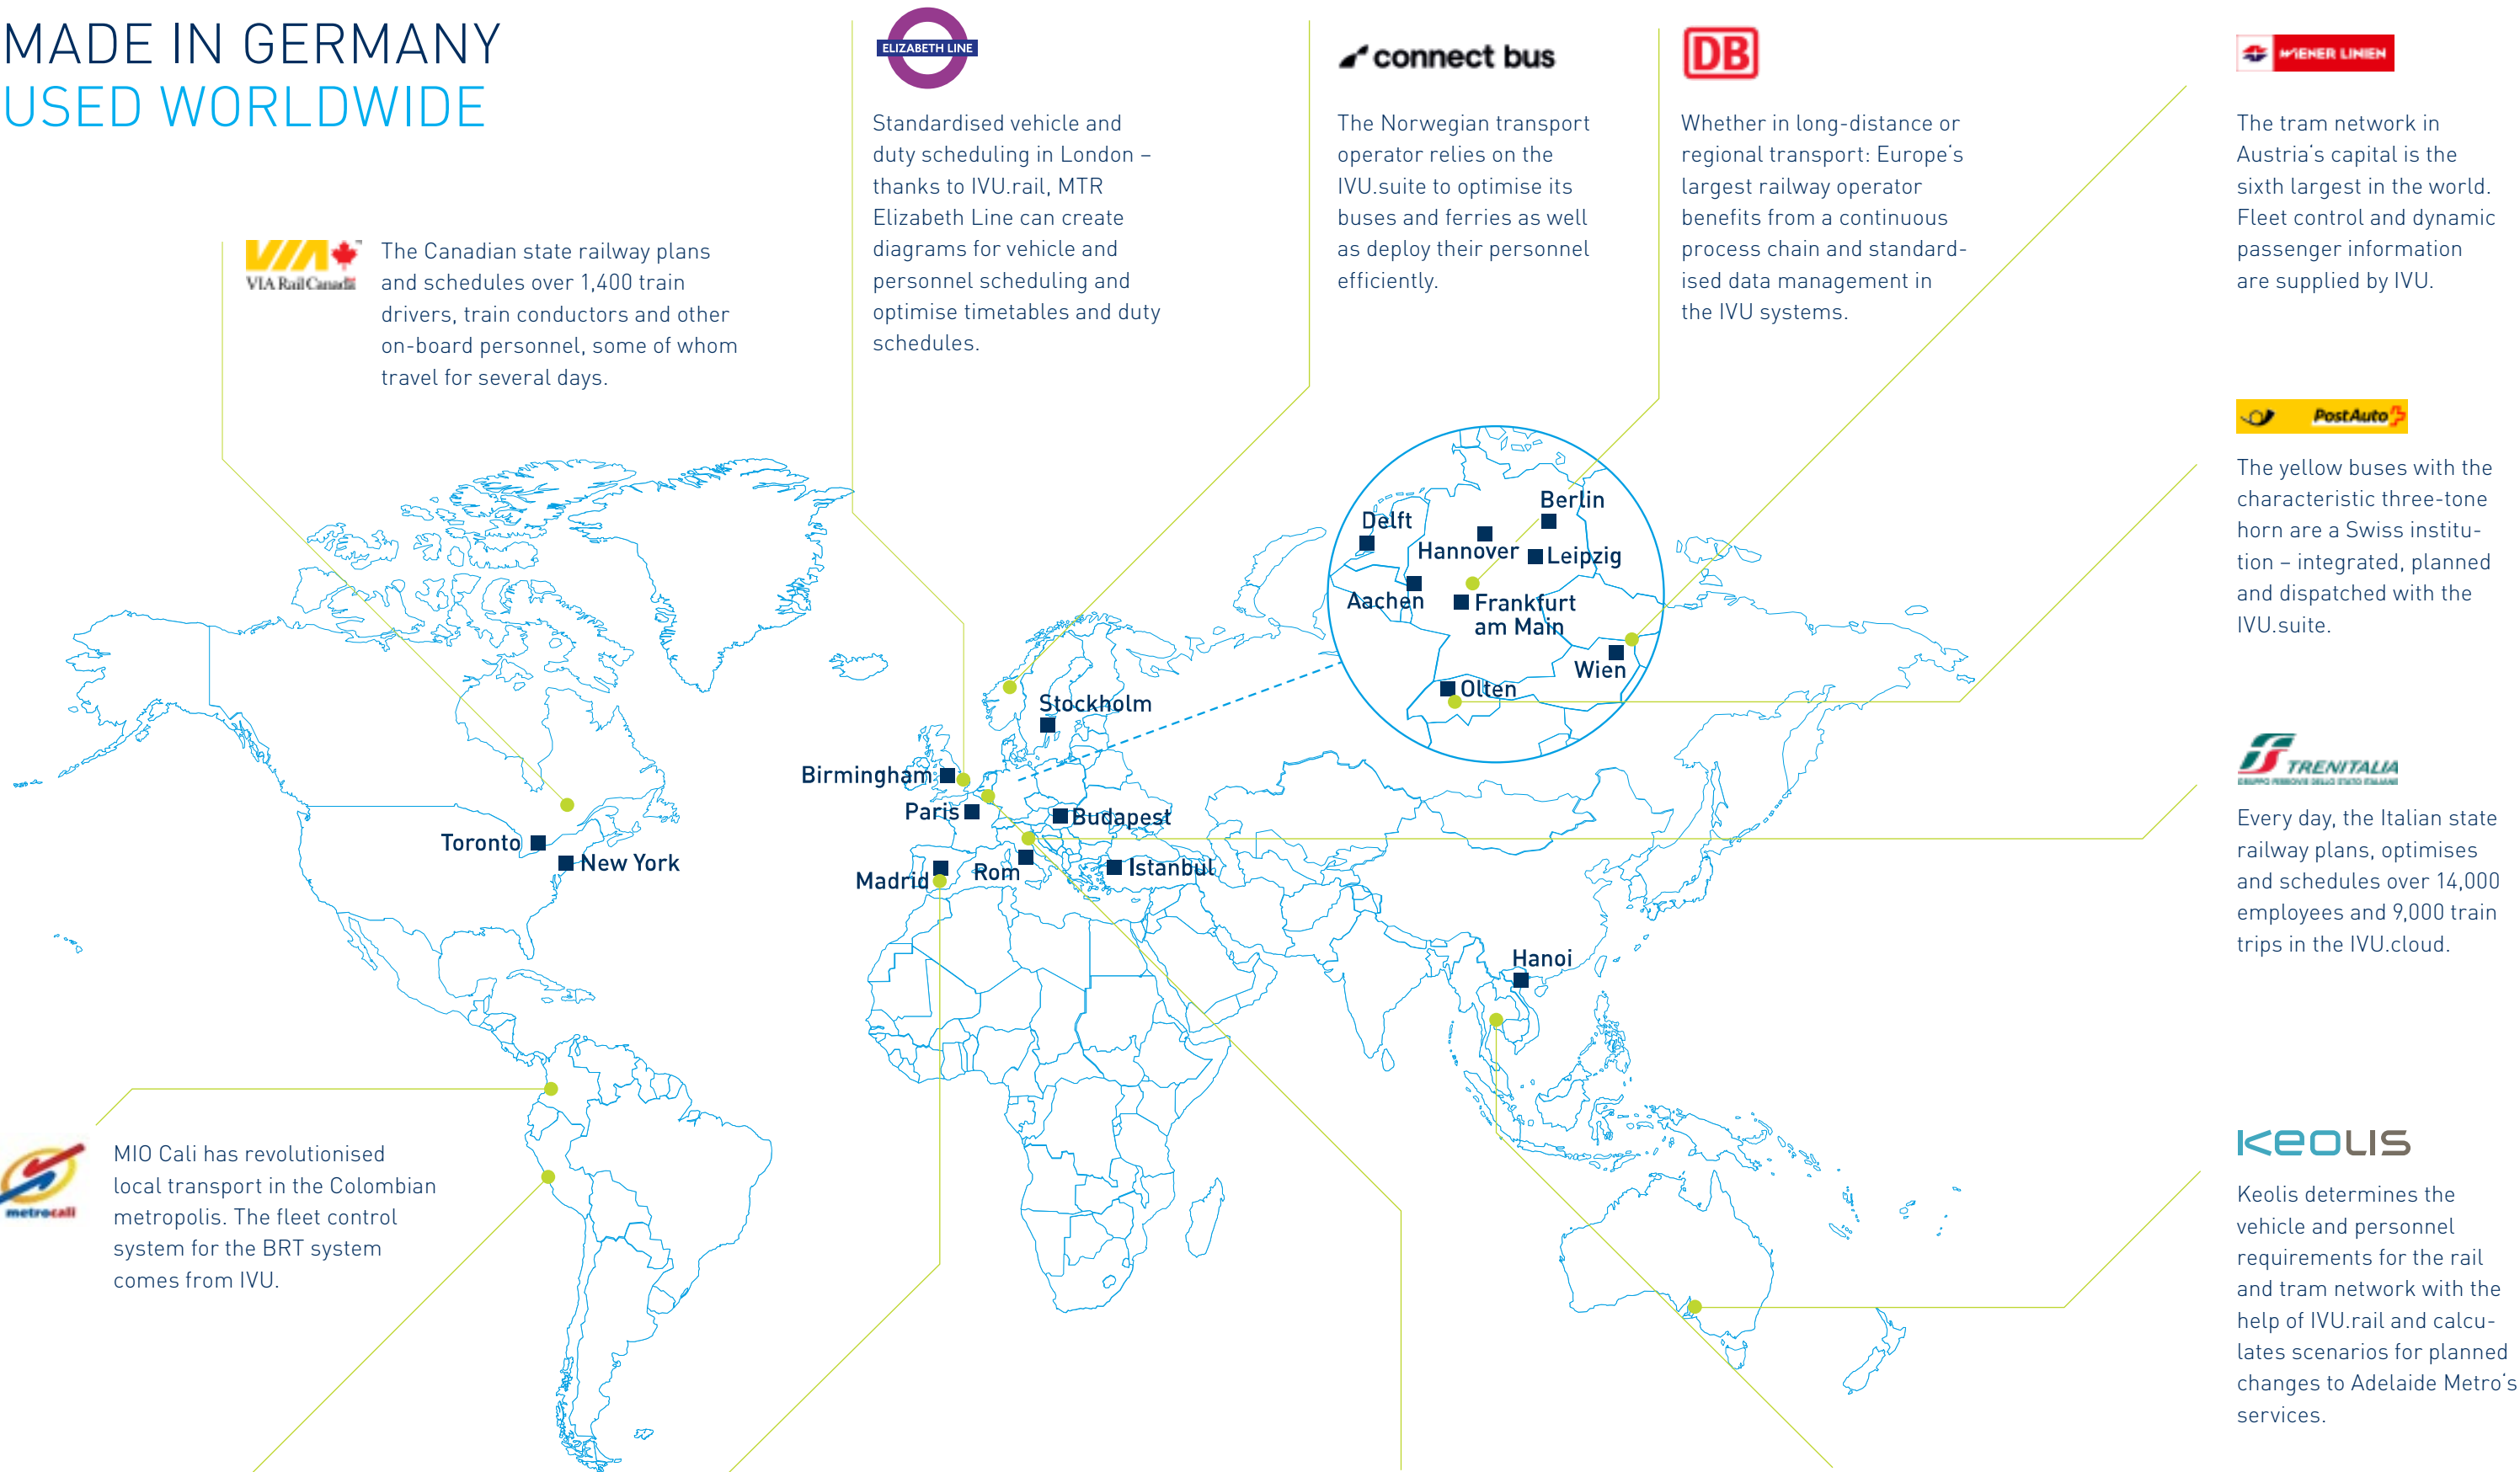 MADE IN GERMANY
USED WORLDWIDE
VIA
VIA Rail Canada
The Canadian state railway plans
and schedules over 1,400 train
drivers, train conductors and other
on-board personnel, some of whom
travel for several days.
ELIZABETH LINE
Standardised vehicle and
duty scheduling in London –
thanks to IVU.rail, MTR
Elizabeth Line can create
diagrams for vehicle and
personnel scheduling and
optimise timetables and duty
schedules.
connect bus
The Norwegian transport
operator relies on the
IVU.suite to optimise its
buses and ferries as well
as deploy their personnel
efficiently.
DB
Whether in long-distance or
regional transport: Europe‘s
largest railway operator
benefits from a continuous
process chain and standard-
ised data management in
the IVU systems.
WIENER LINIEN
The tram network in
Austria‘s capital is the
sixth largest in the world.
Fleet control and dynamic
passenger information
are supplied by IVU.
PostAuto
The yellow buses with the
characteristic three-tone
horn are a Swiss institu-
tion – integrated, planned
and dispatched with the
IVU.suite.
TRENITALIA
GRUPPO FERROVIE DELLO STATO ITALIANE
Every day, the Italian state
railway plans, optimises
and schedules over 14,000
employees and 9,000 train
trips in the IVU.cloud.
KEOLIS
Keolis determines the
vehicle and personnel
requirements for the rail
and tram network with the
help of IVU.rail and calcu-
lates scenarios for planned
changes to Adelaide Metro‘s
services.
metrocali
MIO Cali has revolutionised
local transport in the Colombian
metropolis. The fleet control
system for the BRT system
comes from IVU.
Berlin
Delft
Hannover
Leipzig
Aachen
Frankfurt
am Main
Wien
Olten
Stockholm
Birmingham
Paris
Budapest
Toronto
New York
Madrid
Rom
Istanbul
Hanoi